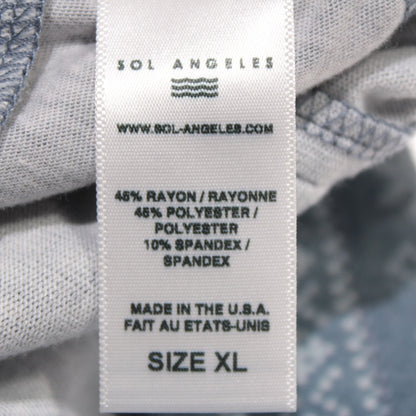 SOL ANGELES
WWW.SOL-ANGELES.COM
45% RAYON / RAYONNE
45% POLYESTER /
POLYESTER
10% SPANDEX /
SPANDEX
MADE IN THE U.S.A.
FAIT AU ETATS-UNIS
SIZE XL